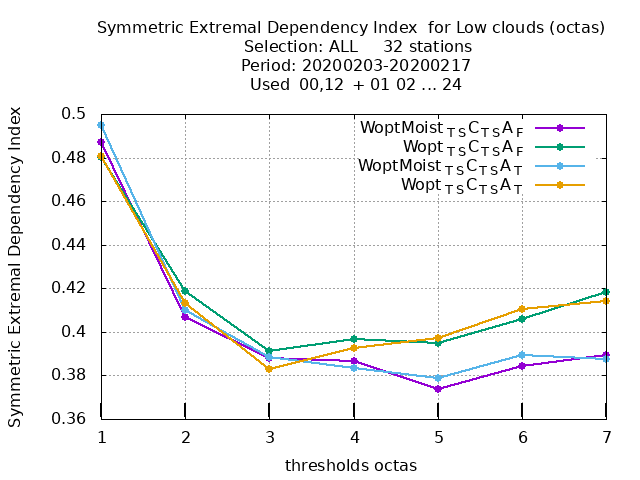 Symmetric Extremal Dependency Index  for Low clouds (octas)
Selection: ALL     32 stations
Period: 20200203-20200217
Used  00,12  + 01 02 ... 24
Symmetric Extremal Dependency Index
0.5
0.48
0.46
0.44
0.42
0.4
0.38
0.36
WoptMoist TS C TS A F
Wopt TS C TS A F
WoptMoist TS C TS A T
Wopt TS C TS A T
1 2 3 4 5 6 7
thresholds octas